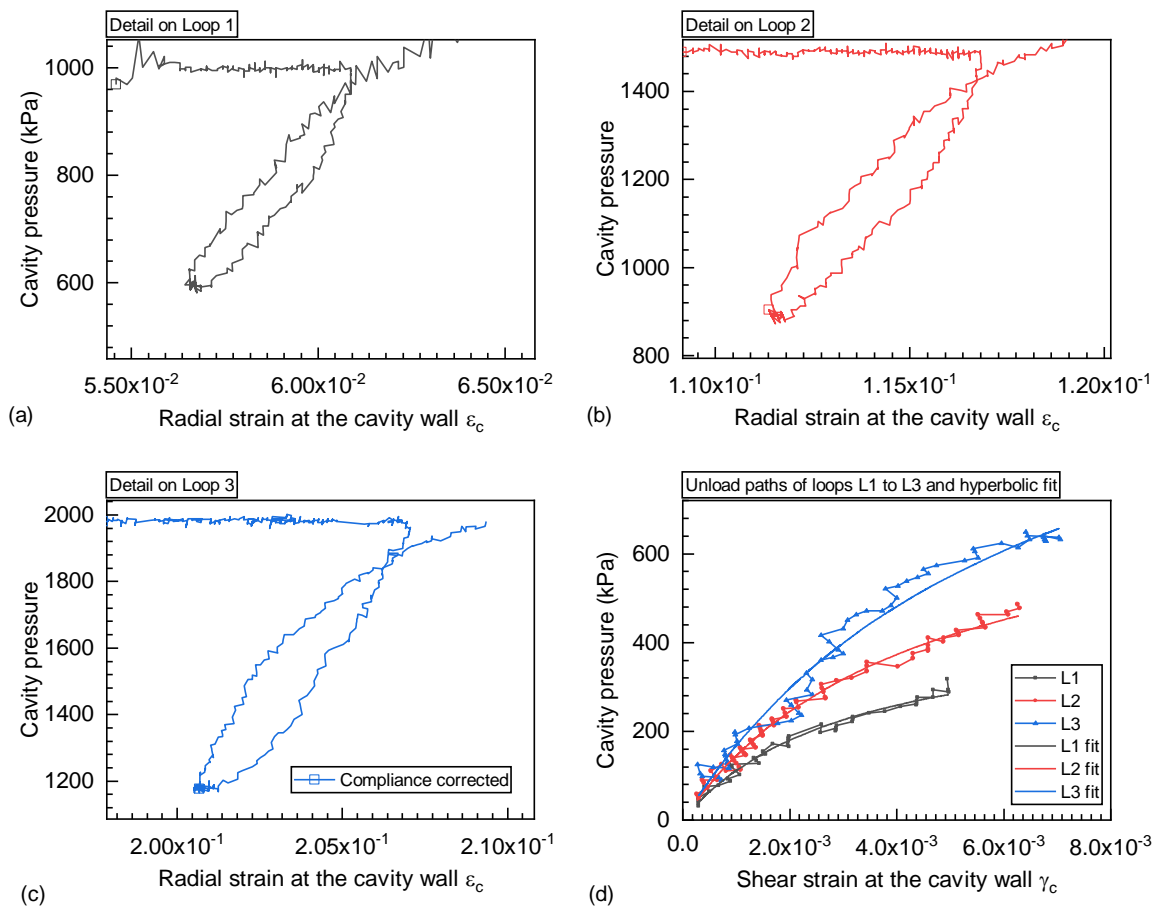 Detail on Loop 1
1000
800
600
Cavity pressure (kPa)
5.50x10⁻²
6.00x10⁻²
6.50x10⁻²
(a)
Radial strain at the cavity wall εc
Detail on Loop 2
1400
1200
1000
800
Cavity pressure
1.10x10⁻¹
1.15x10⁻¹
1.20x10⁻¹
(b)
Radial strain at the cavity wall εc
Detail on Loop 3
2000
1800
1600
1400
1200
Cavity pressure
Compliance corrected
2.00x10⁻¹
2.05x10⁻¹
2.10x10⁻¹
(c)
Radial strain at the cavity wall εc
Unload paths of loops L1 to L3 and hyperbolic fit
600
400
200
0
Cavity pressure (kPa)
L1
L2
L3
L1 fit
L2 fit
L3 fit
0.0
2.0x10⁻³
4.0x10⁻³
6.0x10⁻³
8.0x10⁻³
(d)
Shear strain at the cavity wall γc